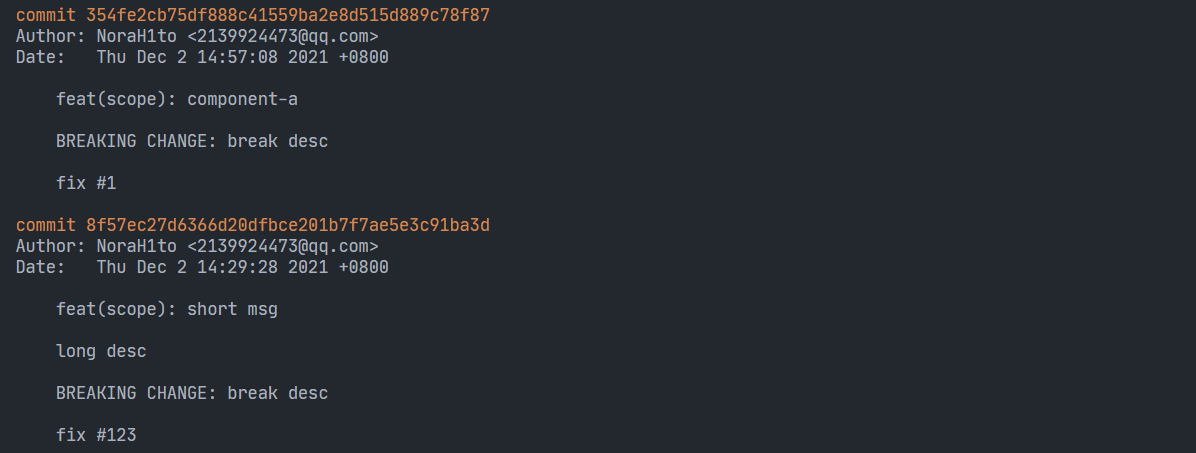 commit 354fe2cb75df888c41559ba2e8d515d889c78f87
Author: NoraH1to <2139924473@qq.com>
Date:   Thu Dec 2 14:57:08 2021 +0800
feat(scope): component-a
BREAKING CHANGE: break desc
fix #1
commit 8f57ec27d6366d20dfbce201b7f7ae5e3c91ba3d
Author: NoraH1to <2139924473@qq.com>
Date:   Thu Dec 2 14:29:28 2021 +0800
feat(scope): short msg
long desc
BREAKING CHANGE: break desc
fix #123